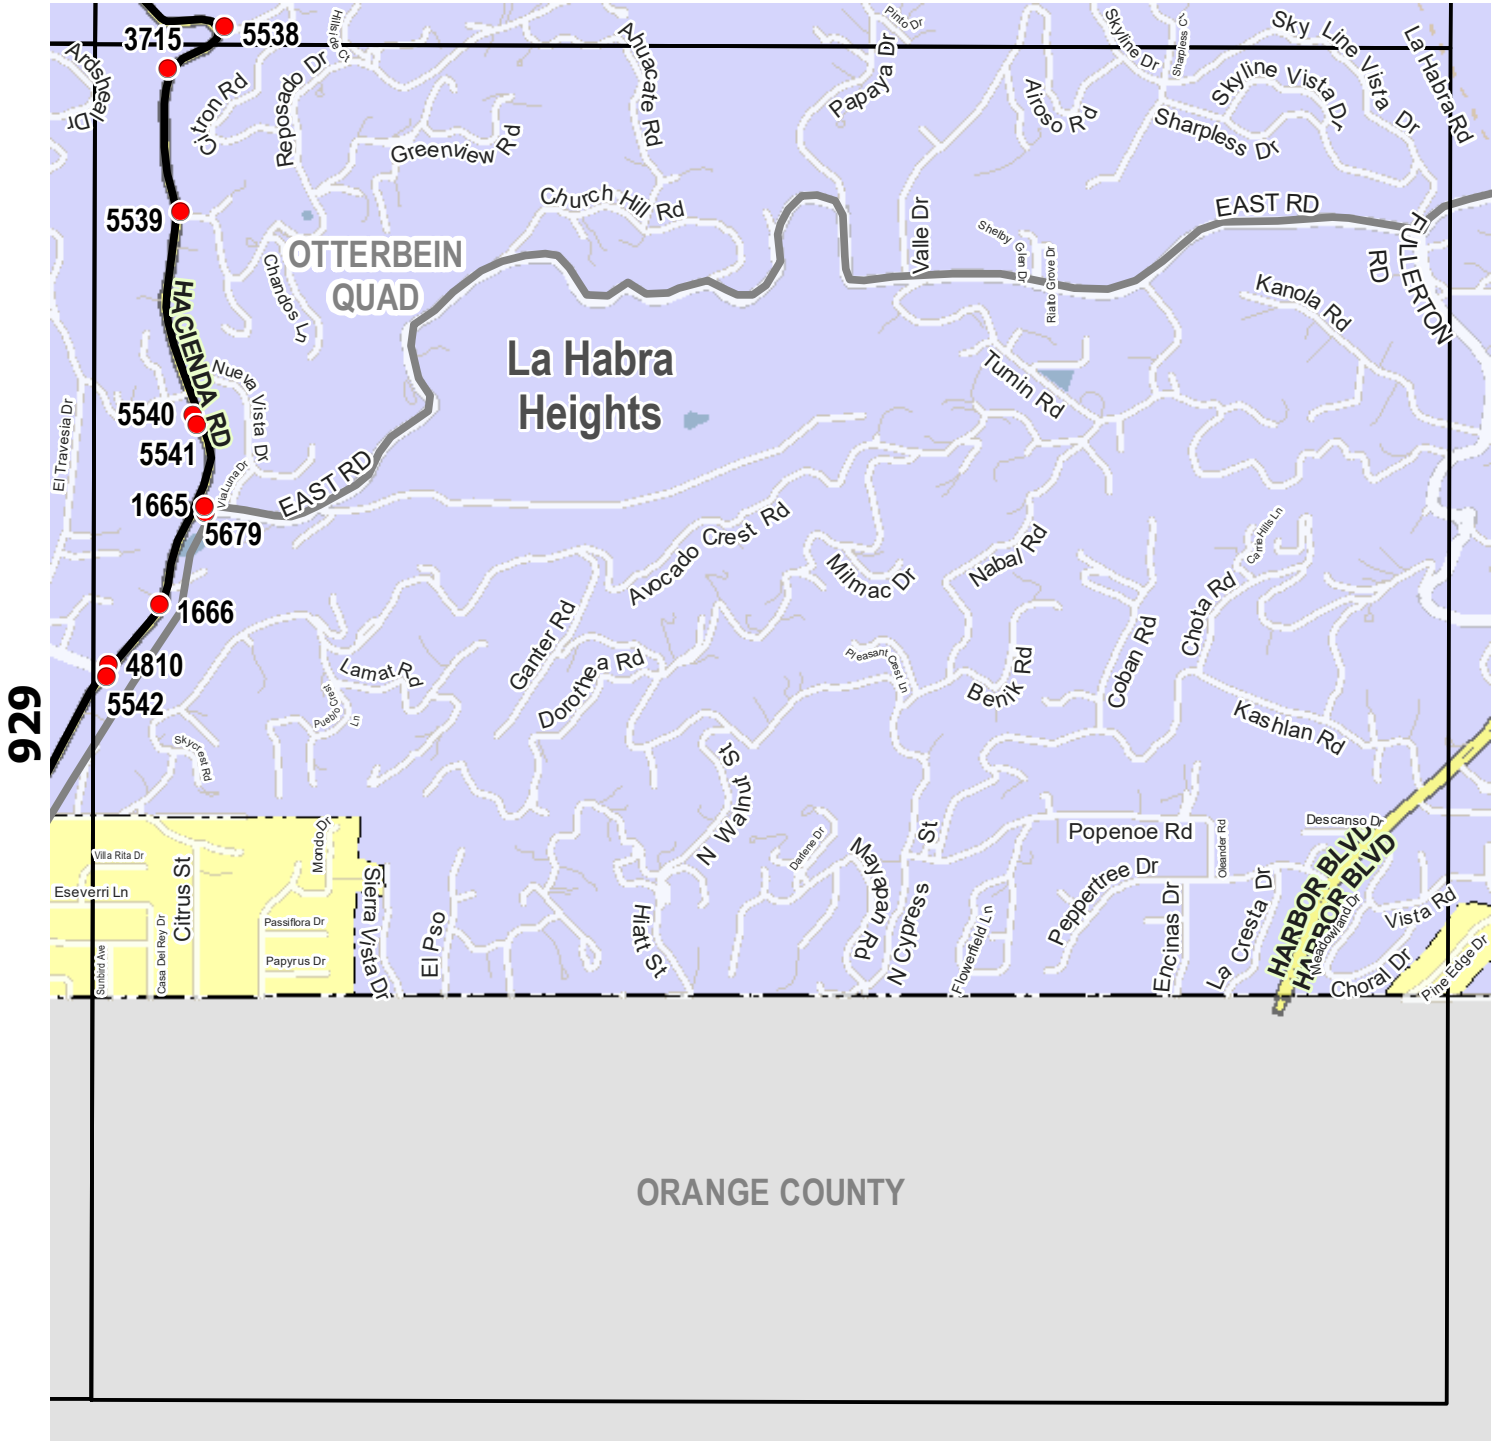 3715
5538
Hillside Ct
Pinto Dr
Skyline Dr
Sharpless Ct
Sky Line Vista Dr
La Habra Rd
Ardsheal Dr
Citron Rd
Reposado Dr
Ahuacate Rd
Papaya Dr
Airoso Rd
Skyline Vista Dr
Sharpless Dr
Greenview Rd
5539
Church Hill Rd
EAST RD
FULLERTON
RD
OTTERBEIN
QUAD
Chandos Ln
Valle Dr
Shelby Glen Dr
Rialto Grove Dr
Kanola Rd
HACIENDA RD
La Habra
Heights
Nueva Vista Dr
Tumin Rd
5540
5541
El Travesia Dr
Via Luna Dr
EAST RD
1665
5679
Avocado Crest Rd
Milmac Dr
Nabal Rd
Carrie Hills Ln
1666
Ganter Rd
Dorothea Rd
Lamat Rd
Pleasant Crest Ln
Benik Rd
Coban Rd
Chota Rd
4810
5542
929
Pueblo Crest
Ln
Skycrest Rd
Kashlan Rd
N Walnut St
Popenoe Rd
Descanso Dr
Oleander Rd
Darlene Dr
Mondo Dr
Villa Rita Dr
Eseverri Ln
Citrus St
Sierra Vista Dr
Mayapan Rd
N Cypress St
Peppertree Dr
HARBOR BLVD
HARBOR BLVD
Passiflora Dr
Papyrus Dr
Sunbird Ave
Casa Del Rey Dr
El Pso
Hiatt St
Flowerfield Ln
Encinas Dr
La Cresta Dr
Meadowland Dr
Vista Rd
Choral Dr
Pine Edge Dr
ORANGE COUNTY